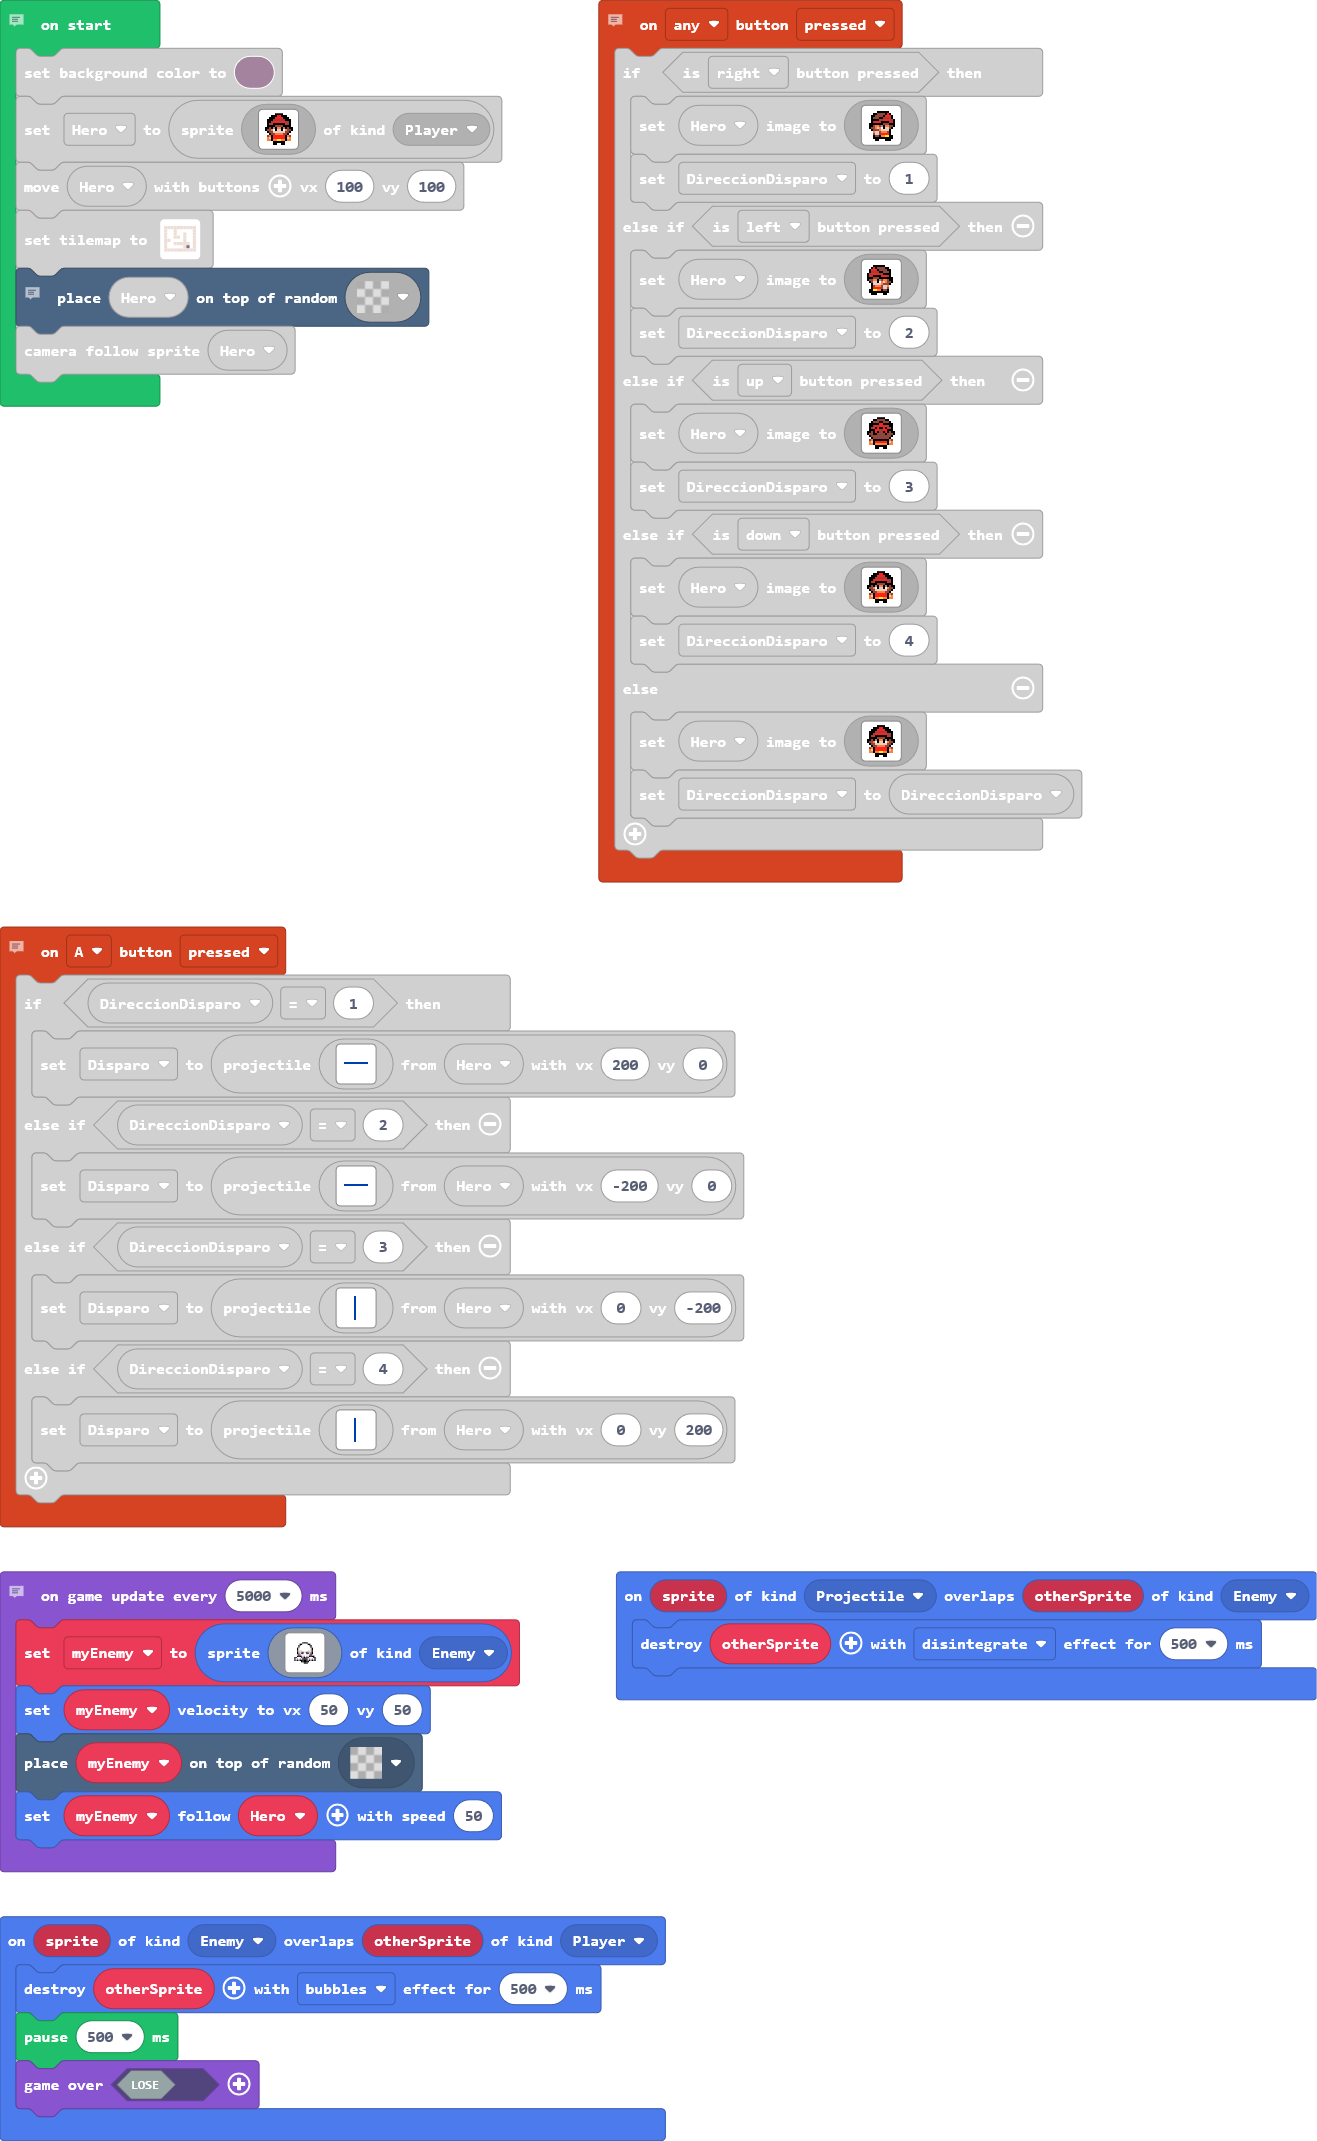 on start
set background color to
set Hero to sprite of kind Player
move Hero with buttons vx 100 vy 100
set tilemap to
place Hero on top of random
camera follow sprite Hero
on any button pressed
if is right button pressed then
set Hero image to
set DireccionDisparo to 1
else if is left button pressed then
set Hero image to
set DireccionDisparo to 2
else if is up button pressed then
set Hero image to
set DireccionDisparo to 3
else if is down button pressed then
set Hero image to
set DireccionDisparo to 4
else
set Hero image to
set DireccionDisparo to DireccionDisparo
on A button pressed
if DireccionDisparo = 1 then
set Disparo to projectile from Hero with vx 200 vy 0
else if DireccionDisparo = 2 then
set Disparo to projectile from Hero with vx -200 vy 0
else if DireccionDisparo = 3 then
set Disparo to projectile from Hero with vx 0 vy -200
else if DireccionDisparo = 4 then
set Disparo to projectile from Hero with vx 0 vy 200
on game update every 5000 ms
set myEnemy to sprite of kind Enemy
set myEnemy velocity to vx 50 vy 50
place myEnemy on top of random
set myEnemy follow Hero with speed 50
on sprite of kind Projectile overlaps otherSprite of kind Enemy
destroy otherSprite with disintegrate effect for 500 ms
on sprite of kind Enemy overlaps otherSprite of kind Player
destroy otherSprite with bubbles effect for 500 ms
pause 500 ms
game over LOSE